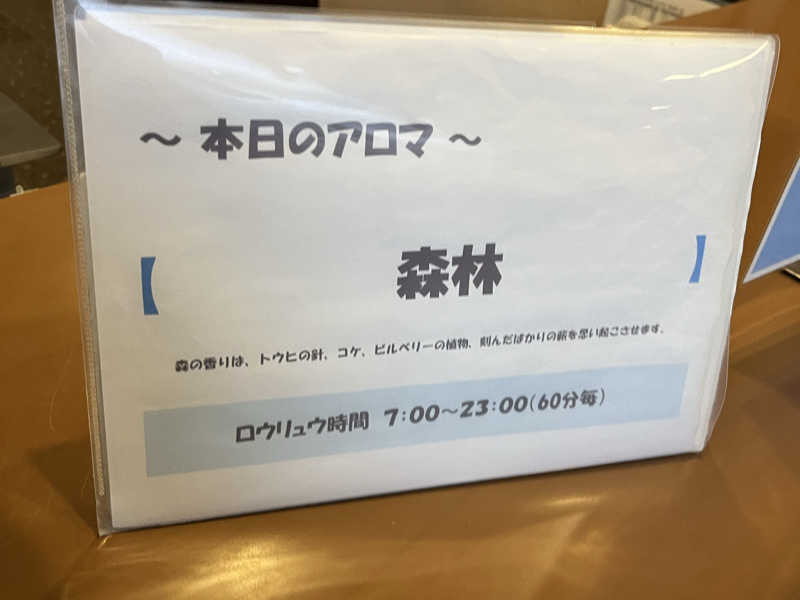 ～ 本日のアロマ ～
【 森林 】
森の香りは、トウヒの針、コケ、ビルベリーの植物、刻んだばかりの薪を思い起こさせます。
ロウリュウ時間 7:00～23:00(60分毎)